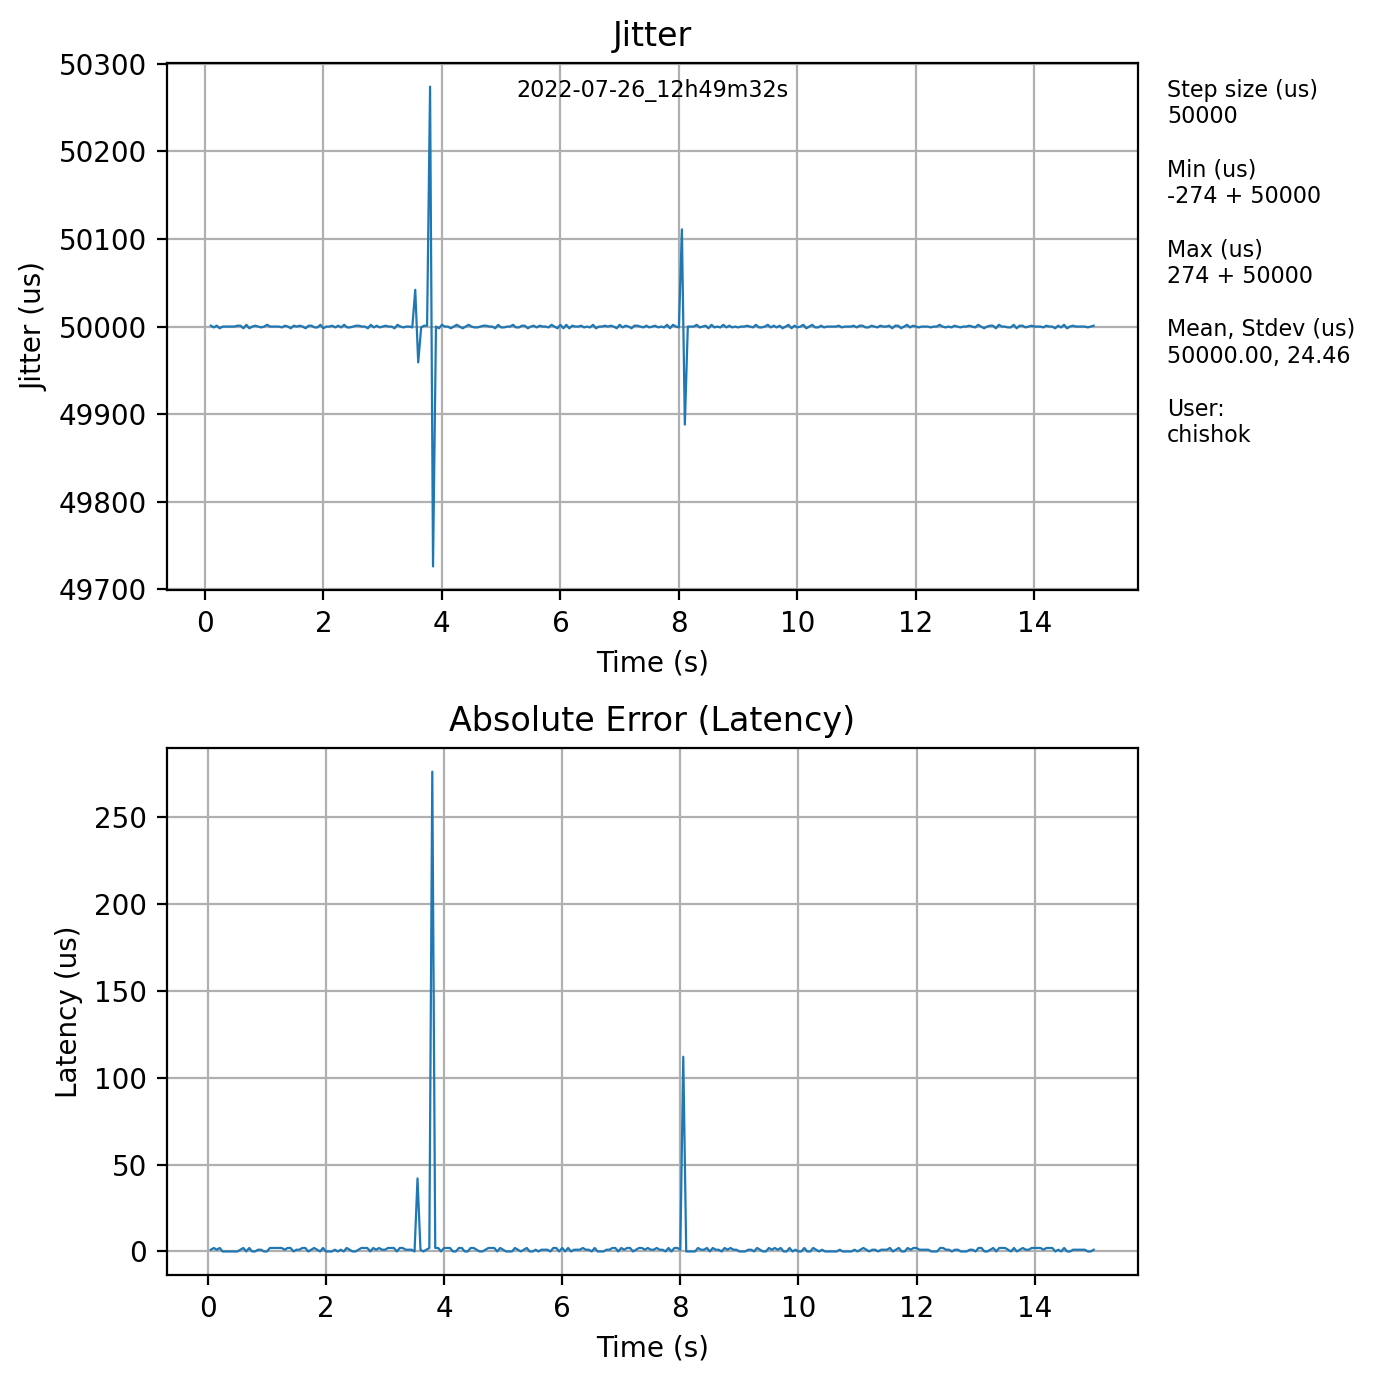 Jitter
50300
50200
50100
50000
49900
49800
49700
Jitter (us)
2022-07-26_12h49m32s
0 2 4 6 8 10 12 14
Time (s)
Step size (us)
50000
Min (us)
-274 + 50000
Max (us)
274 + 50000
Mean, Stdev (us)
50000.00, 24.46
User:
chishok
Absolute Error (Latency)
250
200
150
100
50
0
Latency (us)
0 2 4 6 8 10 12 14
Time (s)